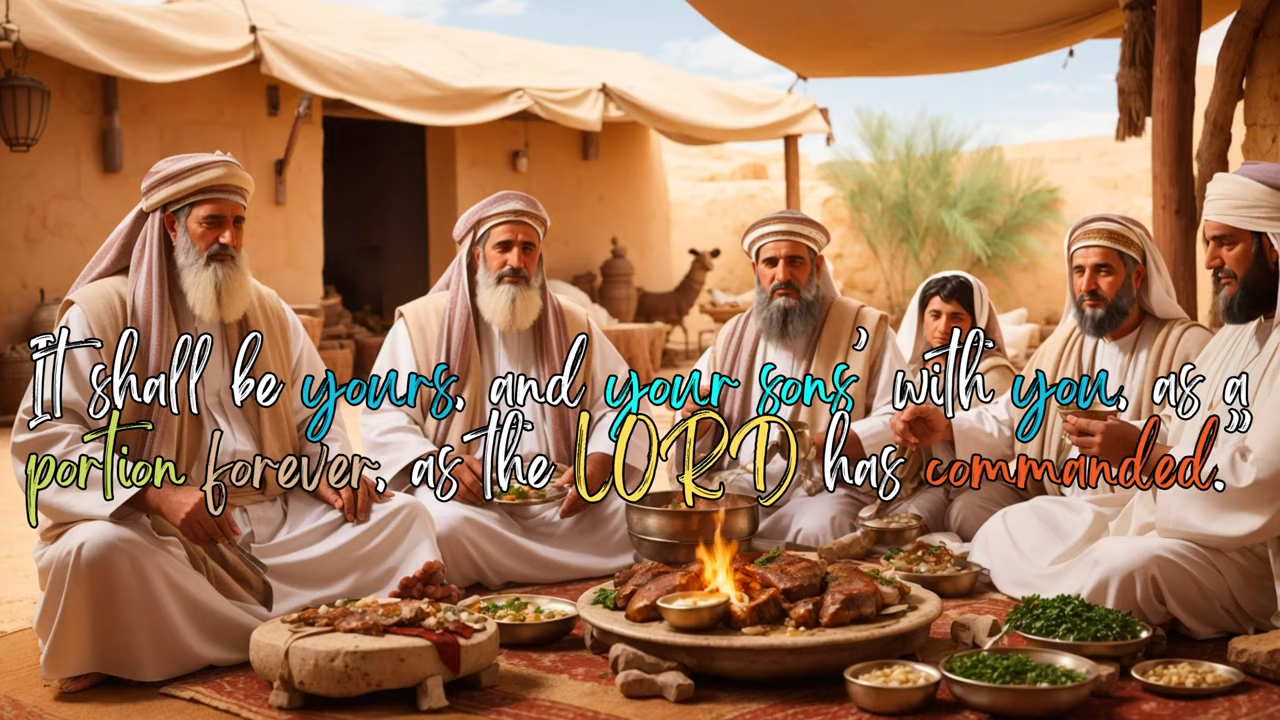 It shall be yours, and your sons’ with you, as a
portion forever, as the LORD has commanded.”